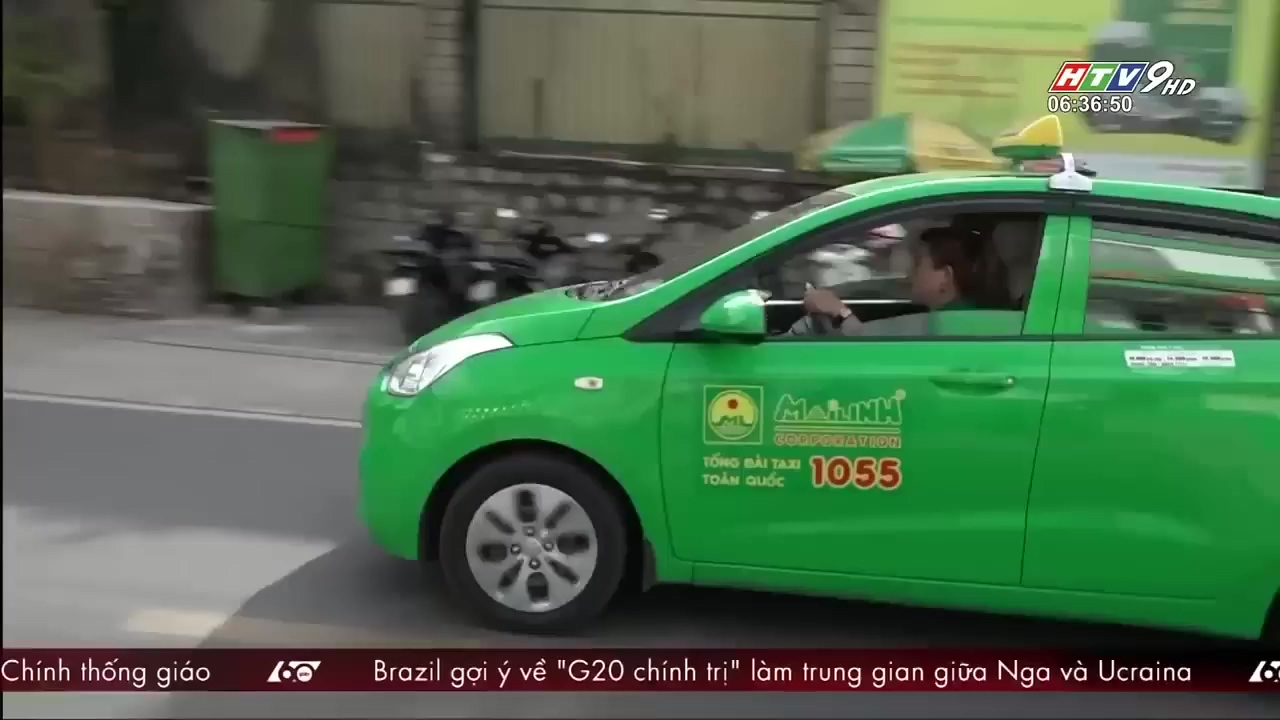 HTV9HD
06:36:50
MAILINH
CORPORATION
TỔNG ĐÀI TAXI
TOÀN QUỐC
1055
Chính thống giáo
60
Brazil gợi ý về "G20 chính trị" làm trung gian giữa Nga và Ucraina